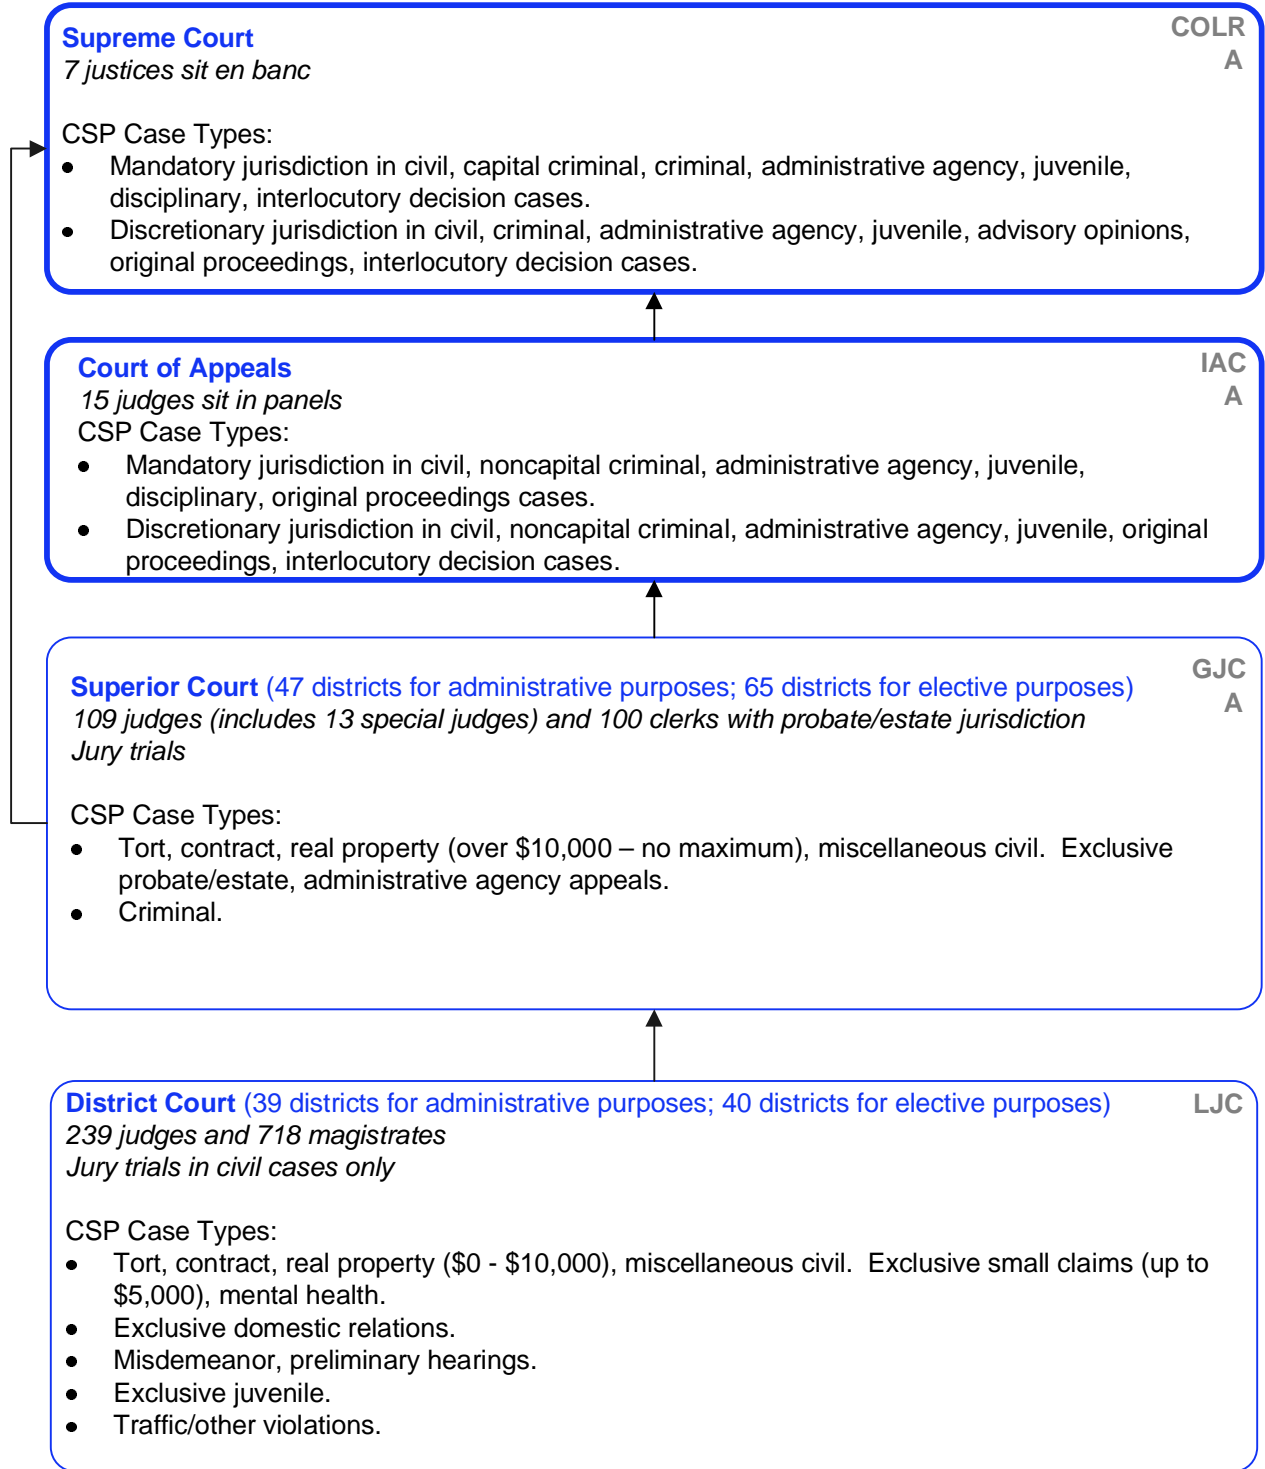 Supreme Court
COLR
7 justices sit en banc
A
CSP Case Types:
• Mandatory jurisdiction in civil, capital criminal, criminal, administrative agency, juvenile,
disciplinary, interlocutory decision cases.
• Discretionary jurisdiction in civil, criminal, administrative agency, juvenile, advisory opinions,
original proceedings, interlocutory decision cases.
Court of Appeals
IAC
15 judges sit in panels
A
CSP Case Types:
• Mandatory jurisdiction in civil, noncapital criminal, administrative agency, juvenile,
disciplinary, original proceedings cases.
• Discretionary jurisdiction in civil, noncapital criminal, administrative agency, juvenile, original
proceedings, interlocutory decision cases.
Superior Court (47 districts for administrative purposes; 65 districts for elective purposes)
GJC
109 judges (includes 13 special judges) and 100 clerks with probate/estate jurisdiction
A
Jury trials
CSP Case Types:
• Tort, contract, real property (over $10,000 – no maximum), miscellaneous civil.  Exclusive
probate/estate, administrative agency appeals.
• Criminal.
District Court (39 districts for administrative purposes; 40 districts for elective purposes)
LJC
239 judges and 718 magistrates
Jury trials in civil cases only
CSP Case Types:
• Tort, contract, real property ($0 - $10,000), miscellaneous civil.  Exclusive small claims (up to
$5,000), mental health.
• Exclusive domestic relations.
• Misdemeanor, preliminary hearings.
• Exclusive juvenile.
• Traffic/other violations.